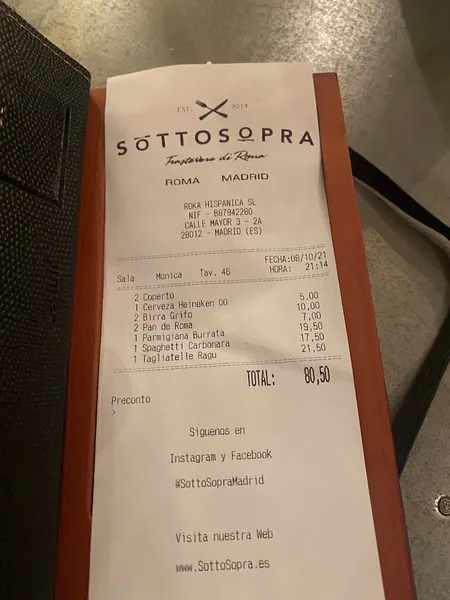 EST. 2014
SOTTOSOPRA
Trastevere di Roma
ROMA MADRID
ROKA HISPANICA SL
NIF - B87942280
CALLE MAYOR 3 - 2A
28012 - MADRID (ES)
FECHA:08/10/21
Sala Monica Tav. 46 HORA: 21:14
2 Coperto
1 Cerveza Heineken 00 5,00
2 Birra Grifo 10,00
2 Pan de Roma 7,00
1 Parmigiana Burrata 19,50
1 Spaghetti Carbonara 17,50
1 Tagliatelle Ragu 21,50
TOTAL: 80,50
Preconto
>
Siguenos en
Instagram y Facebook
@SottoSopraMadrid
Visita nuestra Web
www.SottoSopra.es